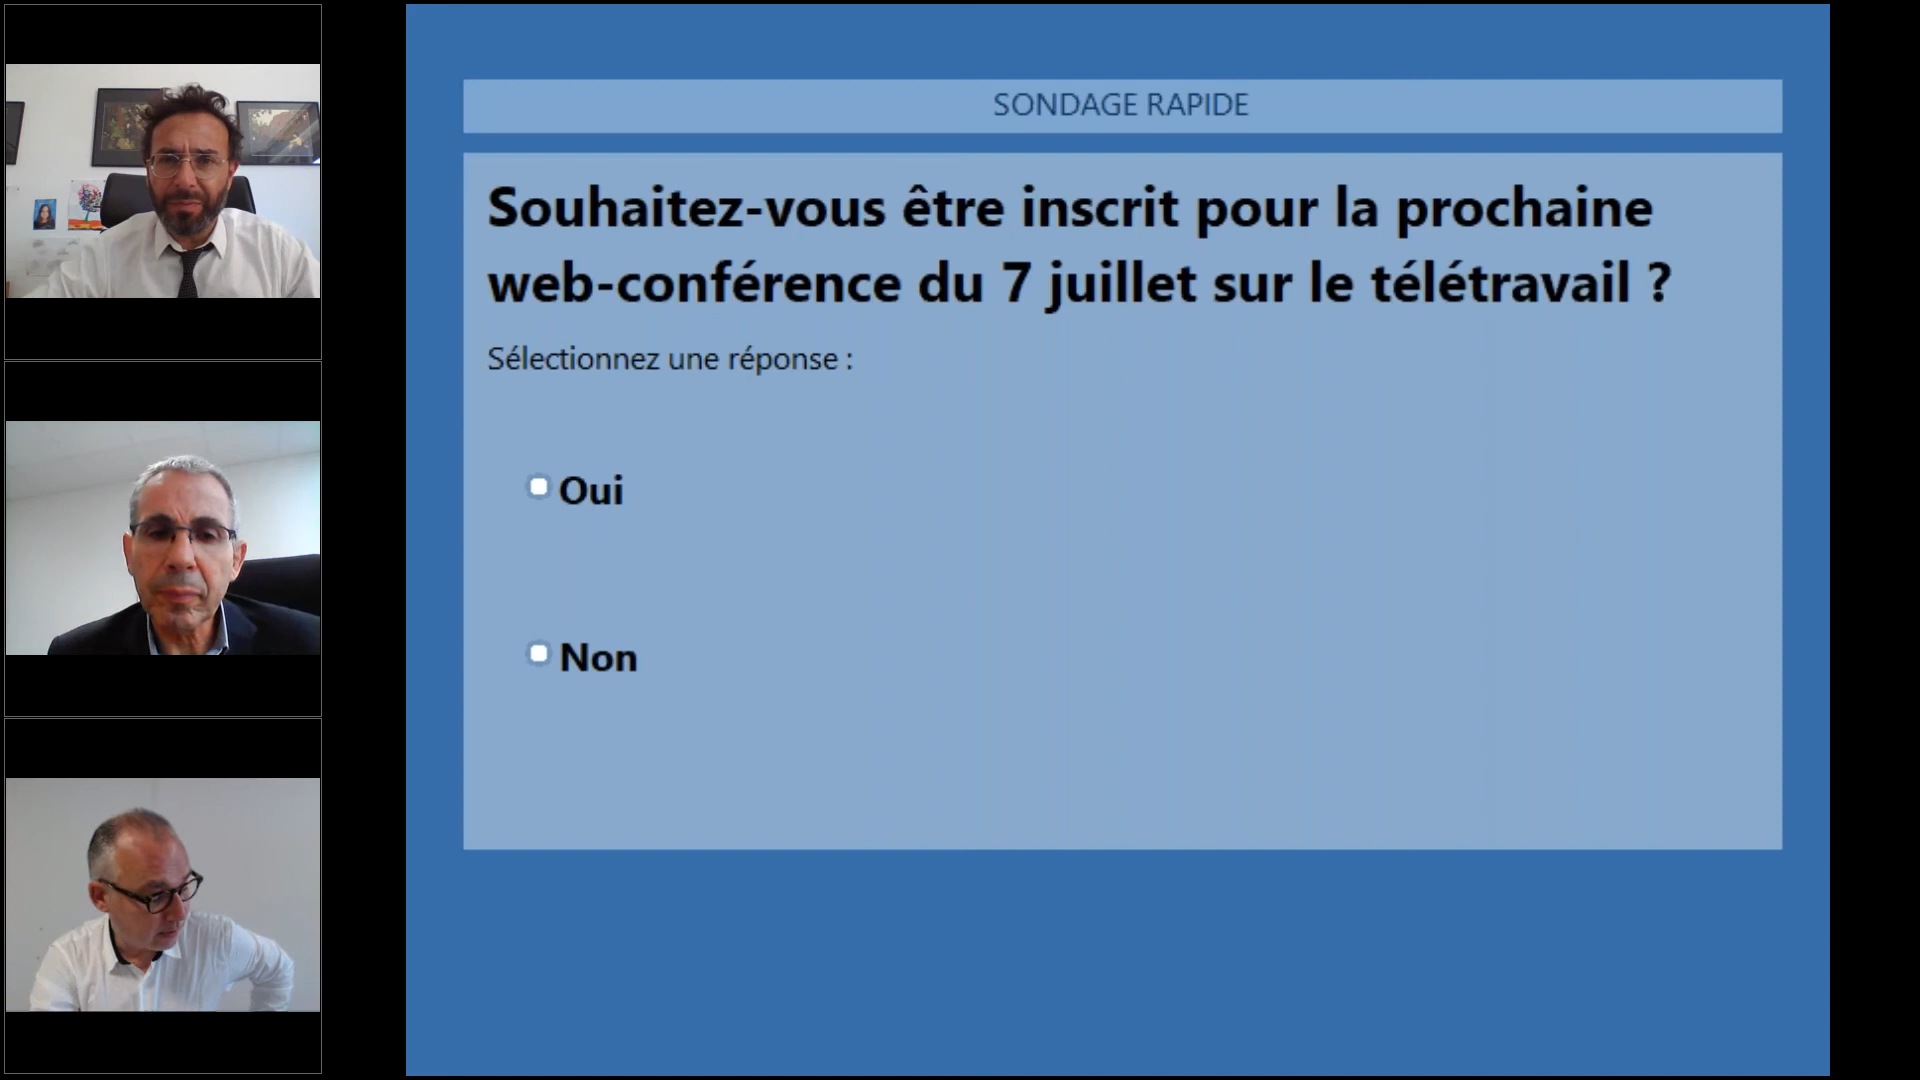 SONDAGE RAPIDE
Souhaitez-vous être inscrit pour la prochaine
web-conférence du 7 juillet sur le télétravail ?
Sélectionnez une réponse :
Oui
Non